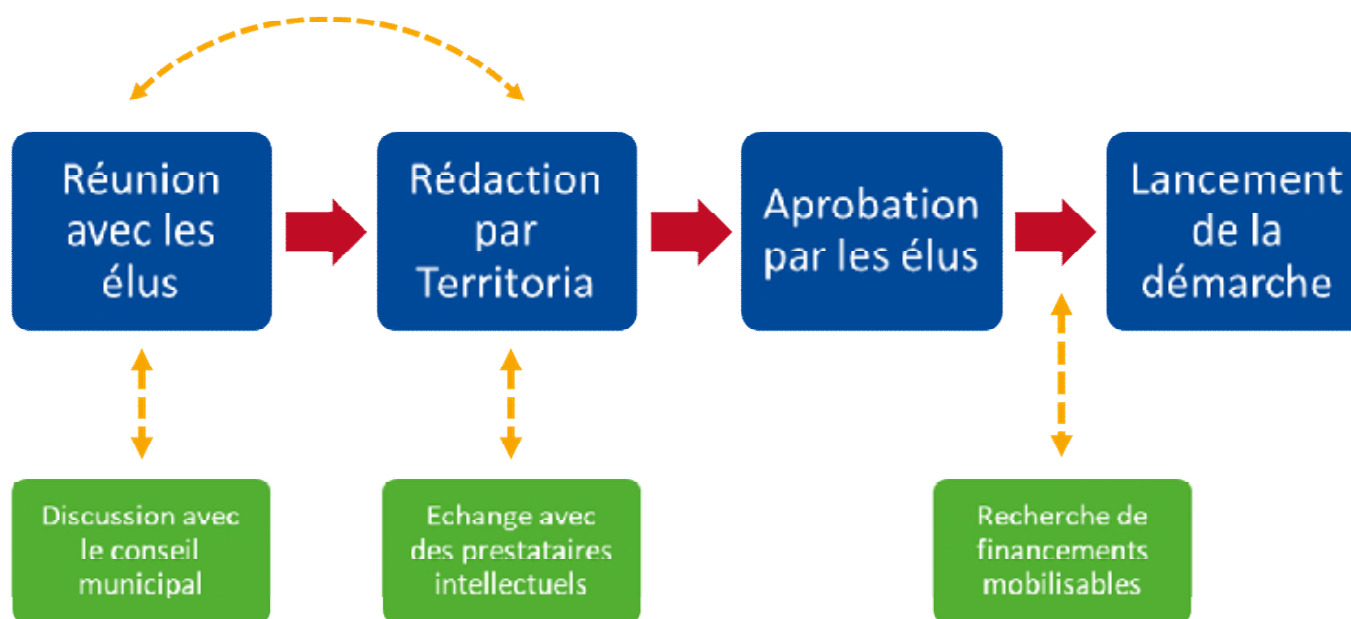 Réunion
avec les
élus
Rédaction
par
Territoria
Aprobation
par les élus
Lancement
de la
démarche
Discussion avec
le conseil
municipal
Echange avec
des prestataires
intellectuels
Recherche de
financements
mobilisables